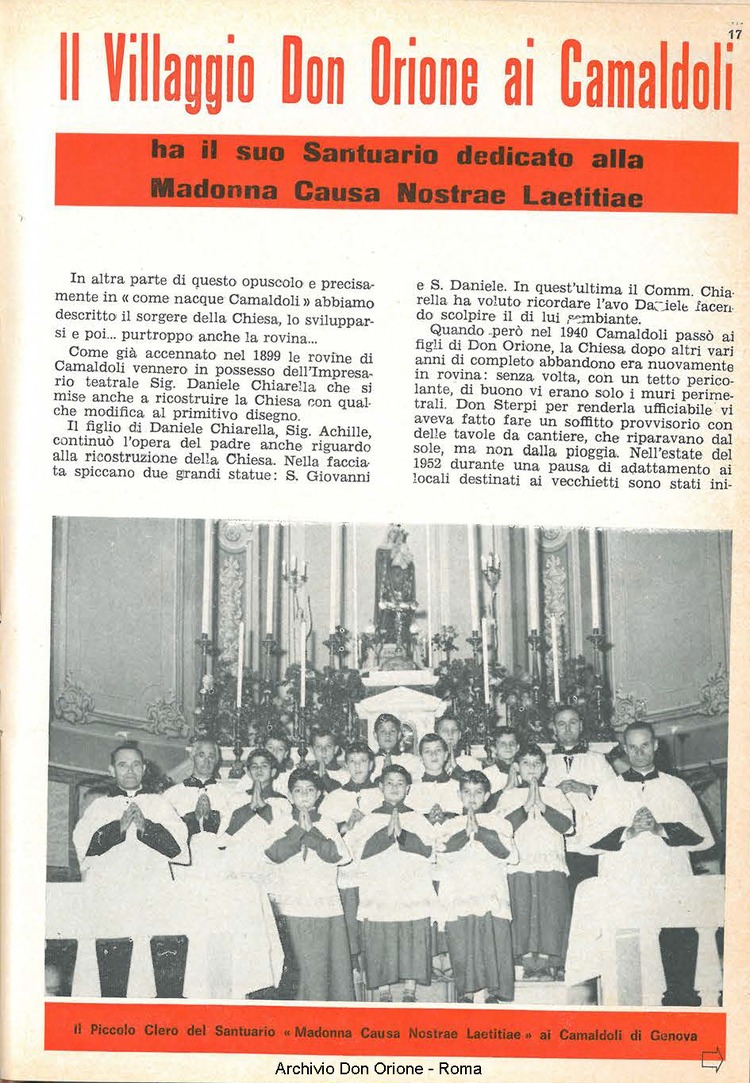 17
Il Villaggio Don Orione ai Camaldoli
ha il suo Santuario dedicato alla
Madonna Causa Nostrae Laetitiae
In altra parte di questo opuscolo e precisa-
mente in « come nacque Camaldoli » abbiamo
descritto il sorgere della Chiesa, lo sviluppar-
si e poi... purtroppo anche la rovina...
Come già accennato nel 1899 le rovine di
Camaldoli vennero in possesso dell'Impresa-
rio teatrale Sig. Daniele Chiarella che si
mise anche a ricostruire la Chiesa con qual-
che modifica al primitivo disegno.
Il figlio di Daniele Chiarella, Sig. Achille,
continuò l'opera del padre anche riguardo
alla ricostruzione della Chiesa. Nella faccia-
ta spiccano due grandi statue: S. Giovanni
e S. Daniele. In quest'ultima il Comm. Chia-
rella ha voluto ricordare l'avo Daniele facen-
do scolpire il di lui sembiante.
Quando però nel 1940 Camaldoli passò ai
figli di Don Orione, la Chiesa dopo altri vari
anni di completo abbandono era nuovamente
in rovina: senza volta, con un tetto perico-
lante, di buono vi erano solo i muri perime-
trali. Don Sterpi per renderla ufficiabile vi
aveva fatto fare un soffitto provvisorio con
delle tavole da cantiere, che riparavano dal
sole, ma non dalla pioggia. Nell'estate del
1952 durante una pausa di adattamento ai
locali destinati ai vecchietti sono stati ini-
Il Piccolo Clero del Santuario « Madonna Causa Nostrae Laetitiae » ai Camaldoli di Genova
Archivio Don Orione - Roma